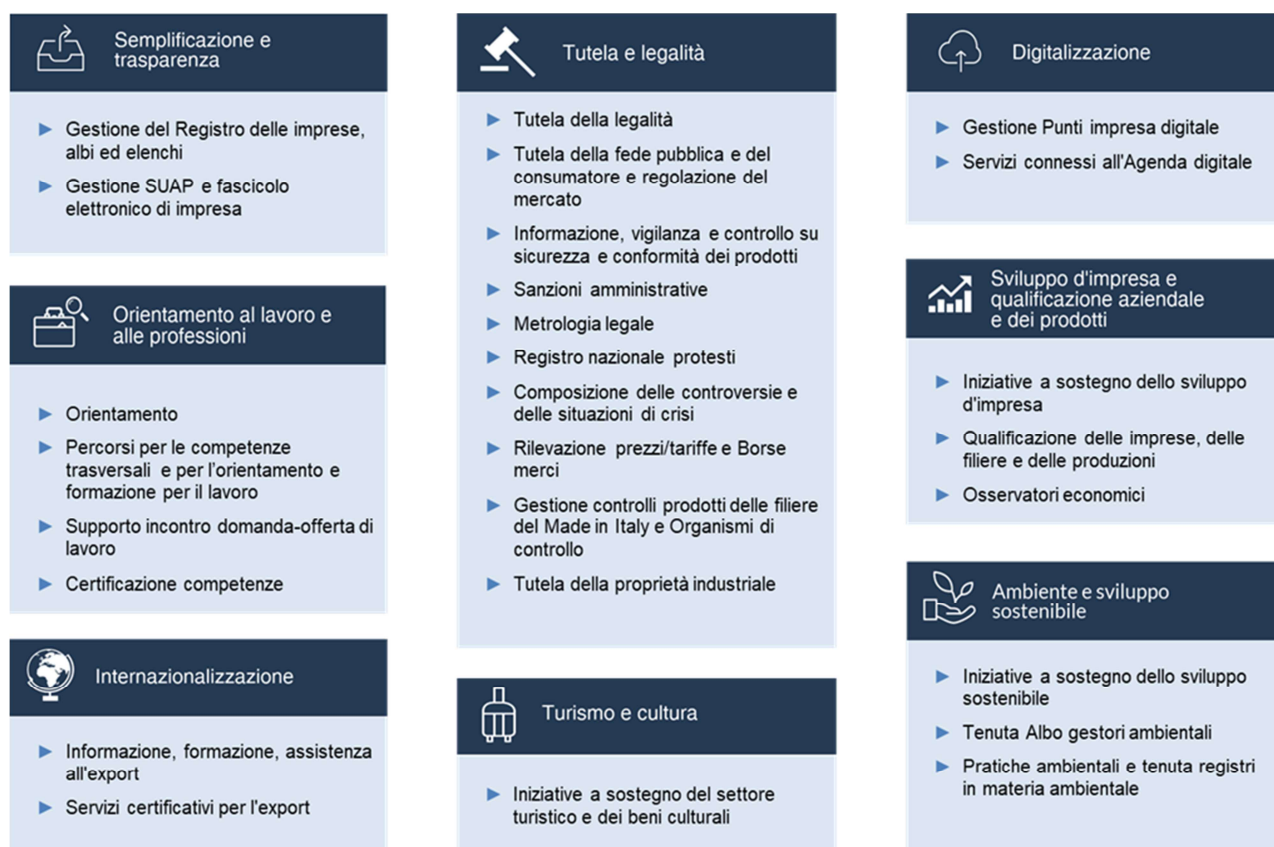 Semplificazione e
trasparenza
Gestione del Registro delle imprese,
albi ed elenchi
Gestione SUAP e fascicolo
elettronico di impresa
Orientamento al lavoro e
alle professioni
Orientamento
Percorsi per le competenze
trasversali e per l'orientamento e
formazione per il lavoro
Supporto incontro domanda-offerta di
lavoro
Certificazione competenze
Internazionalizzazione
Informazione, formazione, assistenza
all'export
Servizi certificativi per l'export
Tutela e legalità
Tutela della legalità
Tutela della fede pubblica e del
consumatore e regolazione del
mercato
Informazione, vigilanza e controllo su
sicurezza e conformità dei prodotti
Sanzioni amministrative
Metrologia legale
Registro nazionale protesti
Composizione delle controversie e
delle situazioni di crisi
Rilevazione prezzi/tariffe e Borse
merci
Gestione controlli prodotti delle filiere
del Made in Italy e Organismi di
controllo
Tutela della proprietà industriale
Turismo e cultura
Iniziative a sostegno del settore
turistico e dei beni culturali
Digitalizzazione
Gestione Punti impresa digitale
Servizi connessi all'Agenda digitale
Sviluppo d'impresa e
qualificazione aziendale
e dei prodotti
Iniziative a sostegno dello sviluppo
d'impresa
Qualificazione delle imprese, delle
filiere e delle produzioni
Osservatori economici
Ambiente e sviluppo
sostenibile
Iniziative a sostegno dello sviluppo
sostenibile
Tenuta Albo gestori ambientali
Pratiche ambientali e tenuta registri
in materia ambientale